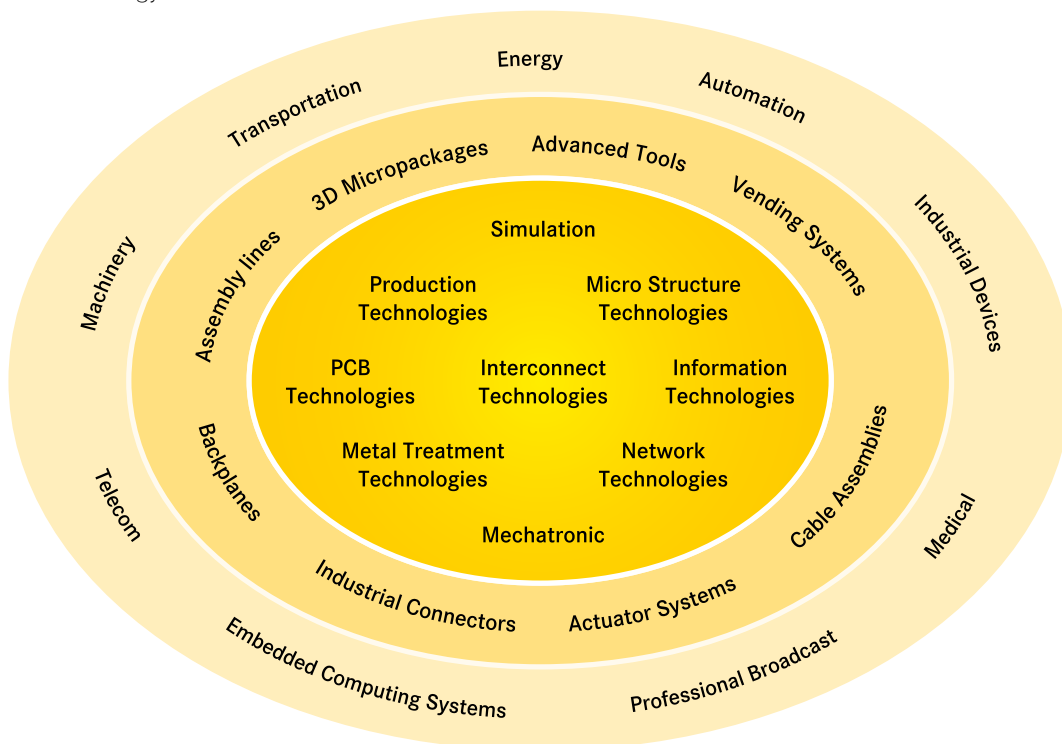 Energy
Automation
Transportation
Advanced Tools
3D Micropackages
Vending Systems
Industrial Devices
Machinery
Assembly lines
Simulation
Production
Technologies
Micro Structure
Technologies
PCB
Technologies
Interconnect
Technologies
Information
Technologies
Metal Treatment
Technologies
Network
Technologies
Mechatronic
Backplanes
Cable Assemblies
Telecom
Medical
Industrial Connectors
Actuator Systems
Embedded Computing Systems
Professional Broadcast